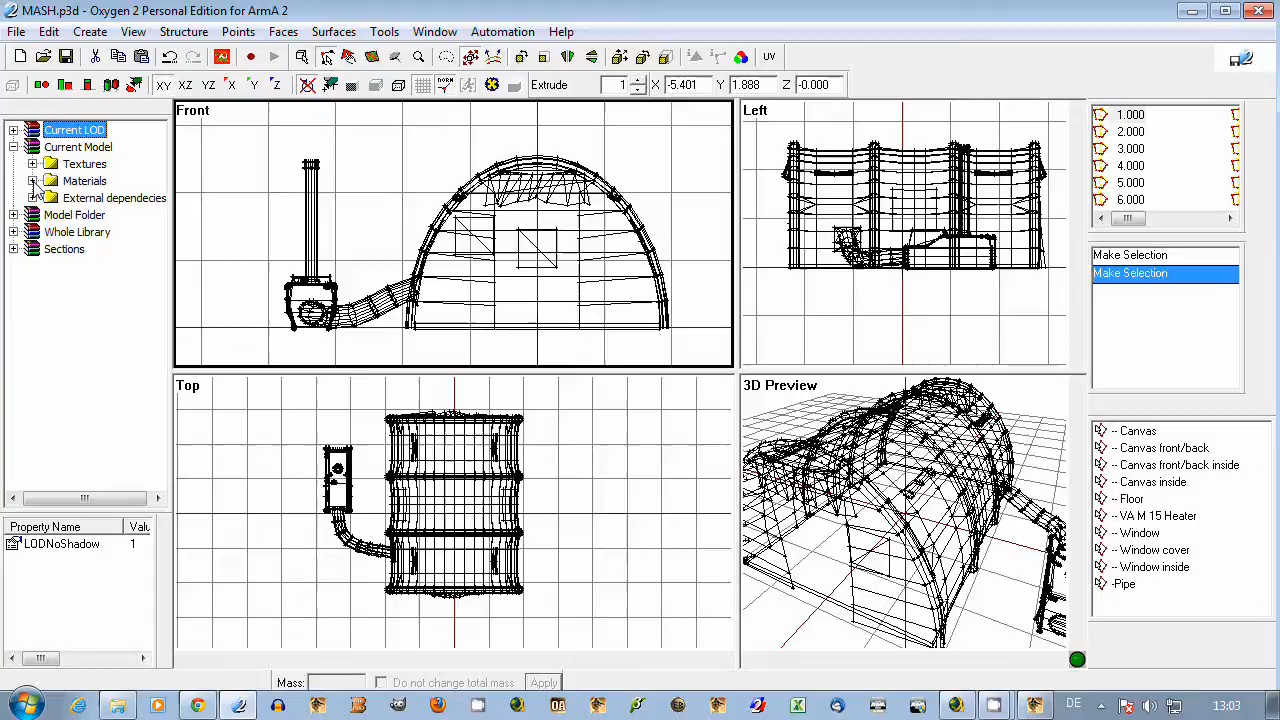 MASH.p3d - Oxygen 2 Personal Edition for ArmA 2
File Edit Create View Structure Points Faces Surfaces Tools Window Automation Help
UV
XY XZ YZ X Y Z Extrude 1 X -5.401 Y 1.888 Z -0.000
Current LOD
Current Model
Textures
Materials
External dependecies
Model Folder
Whole Library
Sections
Property Name Valu
LODNoShadow 1
Front
Left
Top
3D Preview
1.000
2.000
3.000
4.000
5.000
6.000
Make Selection
Make Selection
-- Canvas
-- Canvas front/back
-- Canvas front/back inside
-- Canvas inside
-- Floor
-- VA M 15 Heater
-- Window
-- Window cover
-- Window inside
-Pipe
Mass: Do not change total mass Apply
DE 13:03